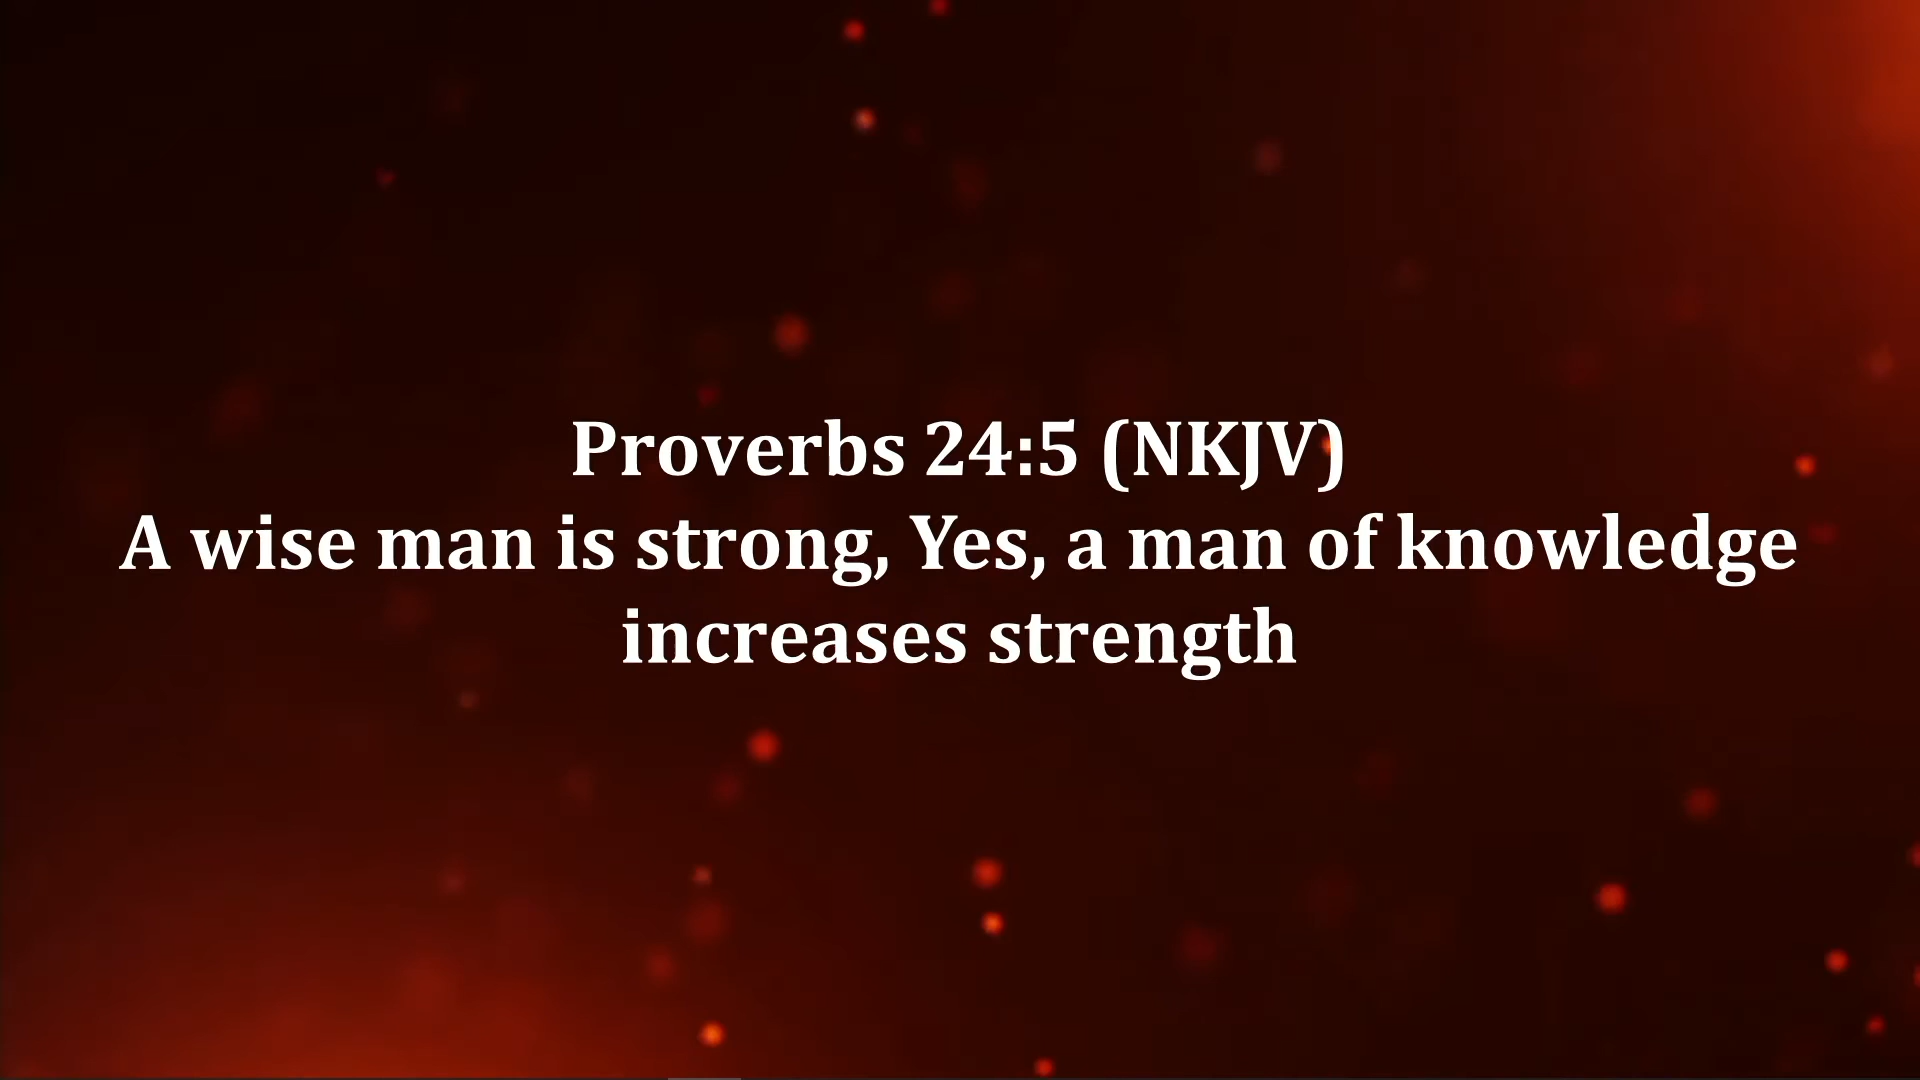 Proverbs 24:5 (NKJV)
A wise man is strong, Yes, a man of knowledge
increases strength